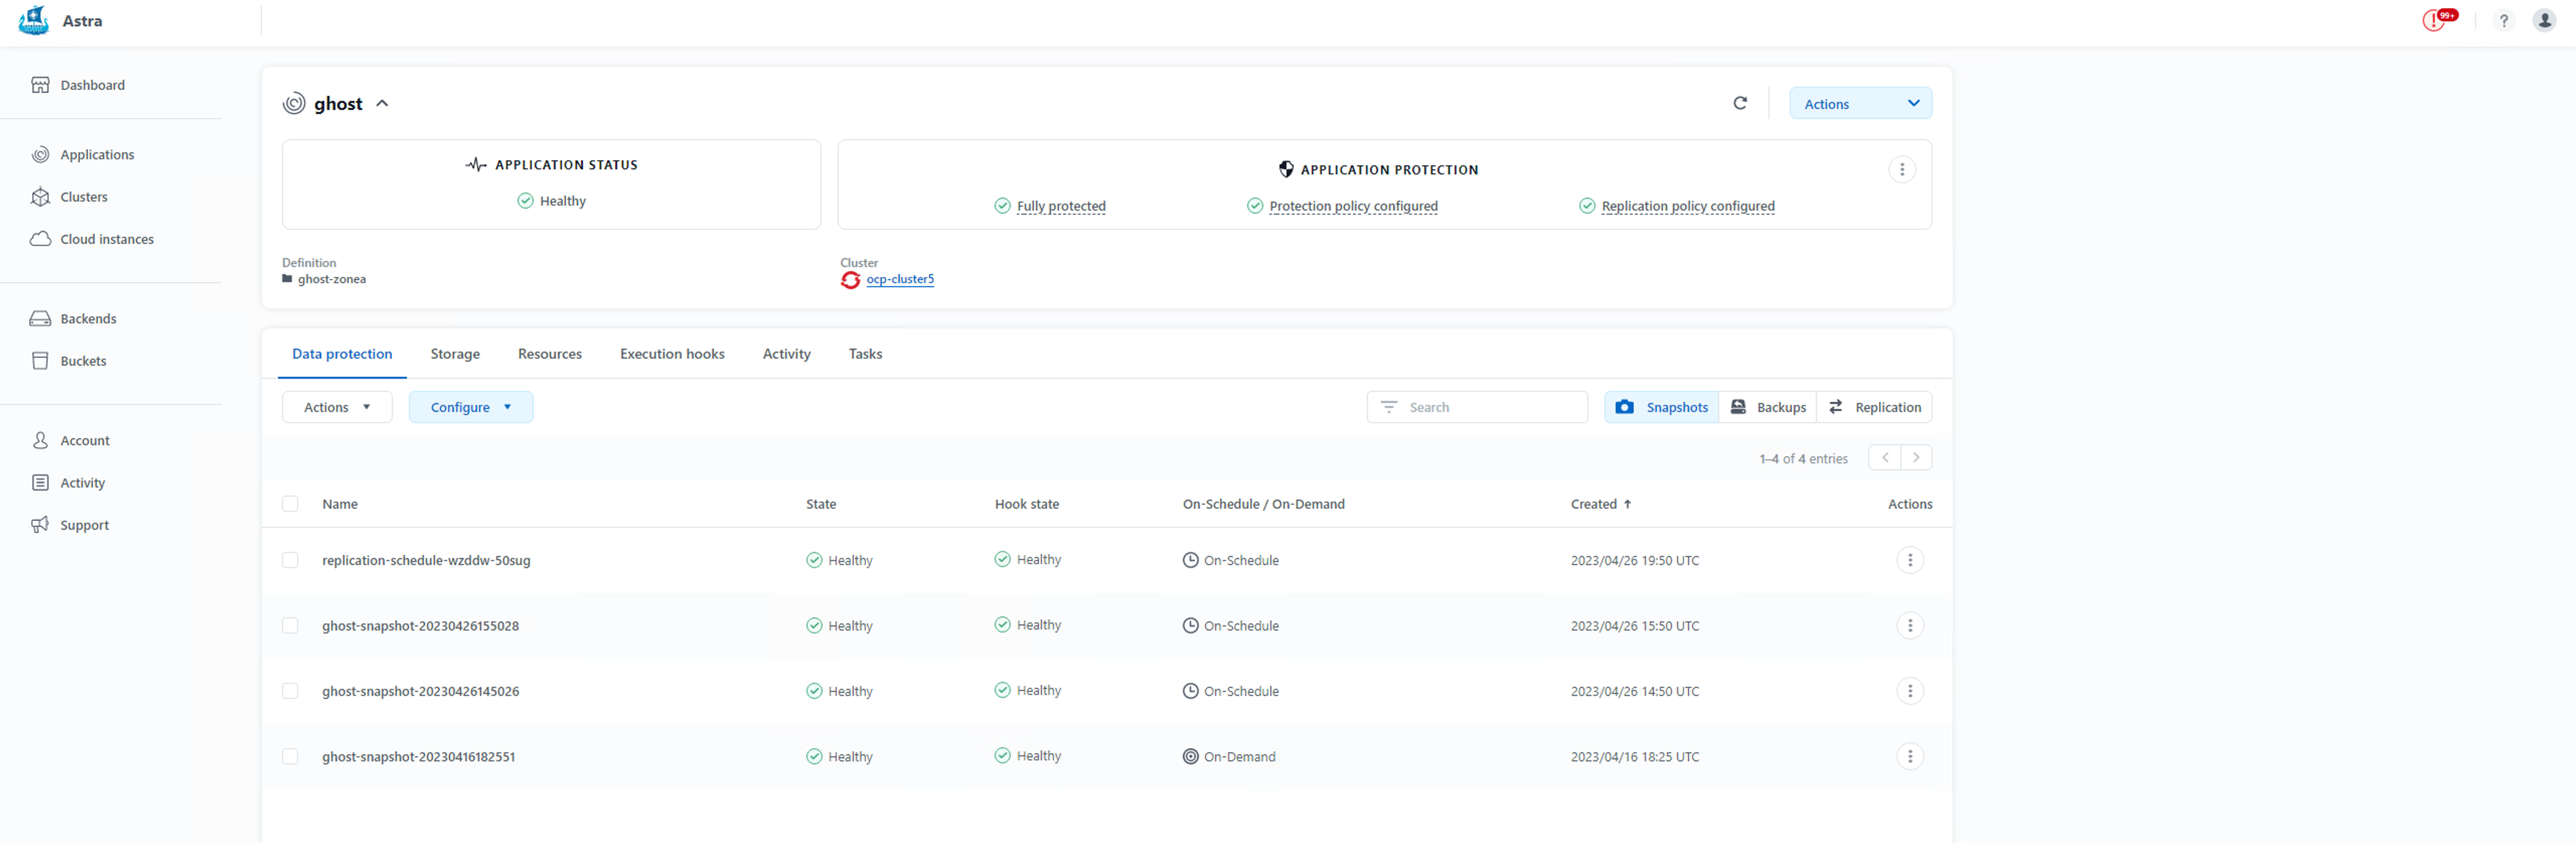 Astra
99+
?
Dashboard
Applications
Clusters
Cloud instances
Backends
Buckets
Account
Activity
Support
ghost
Actions
APPLICATION STATUS
Healthy
APPLICATION PROTECTION
Fully protected Protection policy configured Replication policy configured
Definition
ghost-zonea
Cluster
ocp-cluster5
Data protection Storage Resources Execution hooks Activity Tasks
Actions Configure Search Snapshots Backups Replication
1–4 of 4 entries
Name State Hook state On-Schedule / On-Demand Created ↑ Actions
replication-schedule-wzddw-50sug Healthy Healthy On-Schedule 2023/04/26 19:50 UTC
ghost-snapshot-20230426155028 Healthy Healthy On-Schedule 2023/04/26 15:50 UTC
ghost-snapshot-20230426145026 Healthy Healthy On-Schedule 2023/04/26 14:50 UTC
ghost-snapshot-20230416182551 Healthy Healthy On-Demand 2023/04/16 18:25 UTC